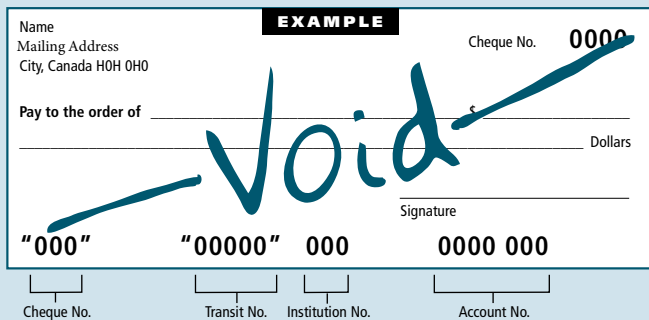 EXAMPLE
Name
Mailing Address
City, Canada H0H 0H0
Cheque No. 0000
Pay to the order of $
Dollars
Void
Signature
"000" "00000" 000 0000 000
Cheque No. Transit No. Institution No. Account No.